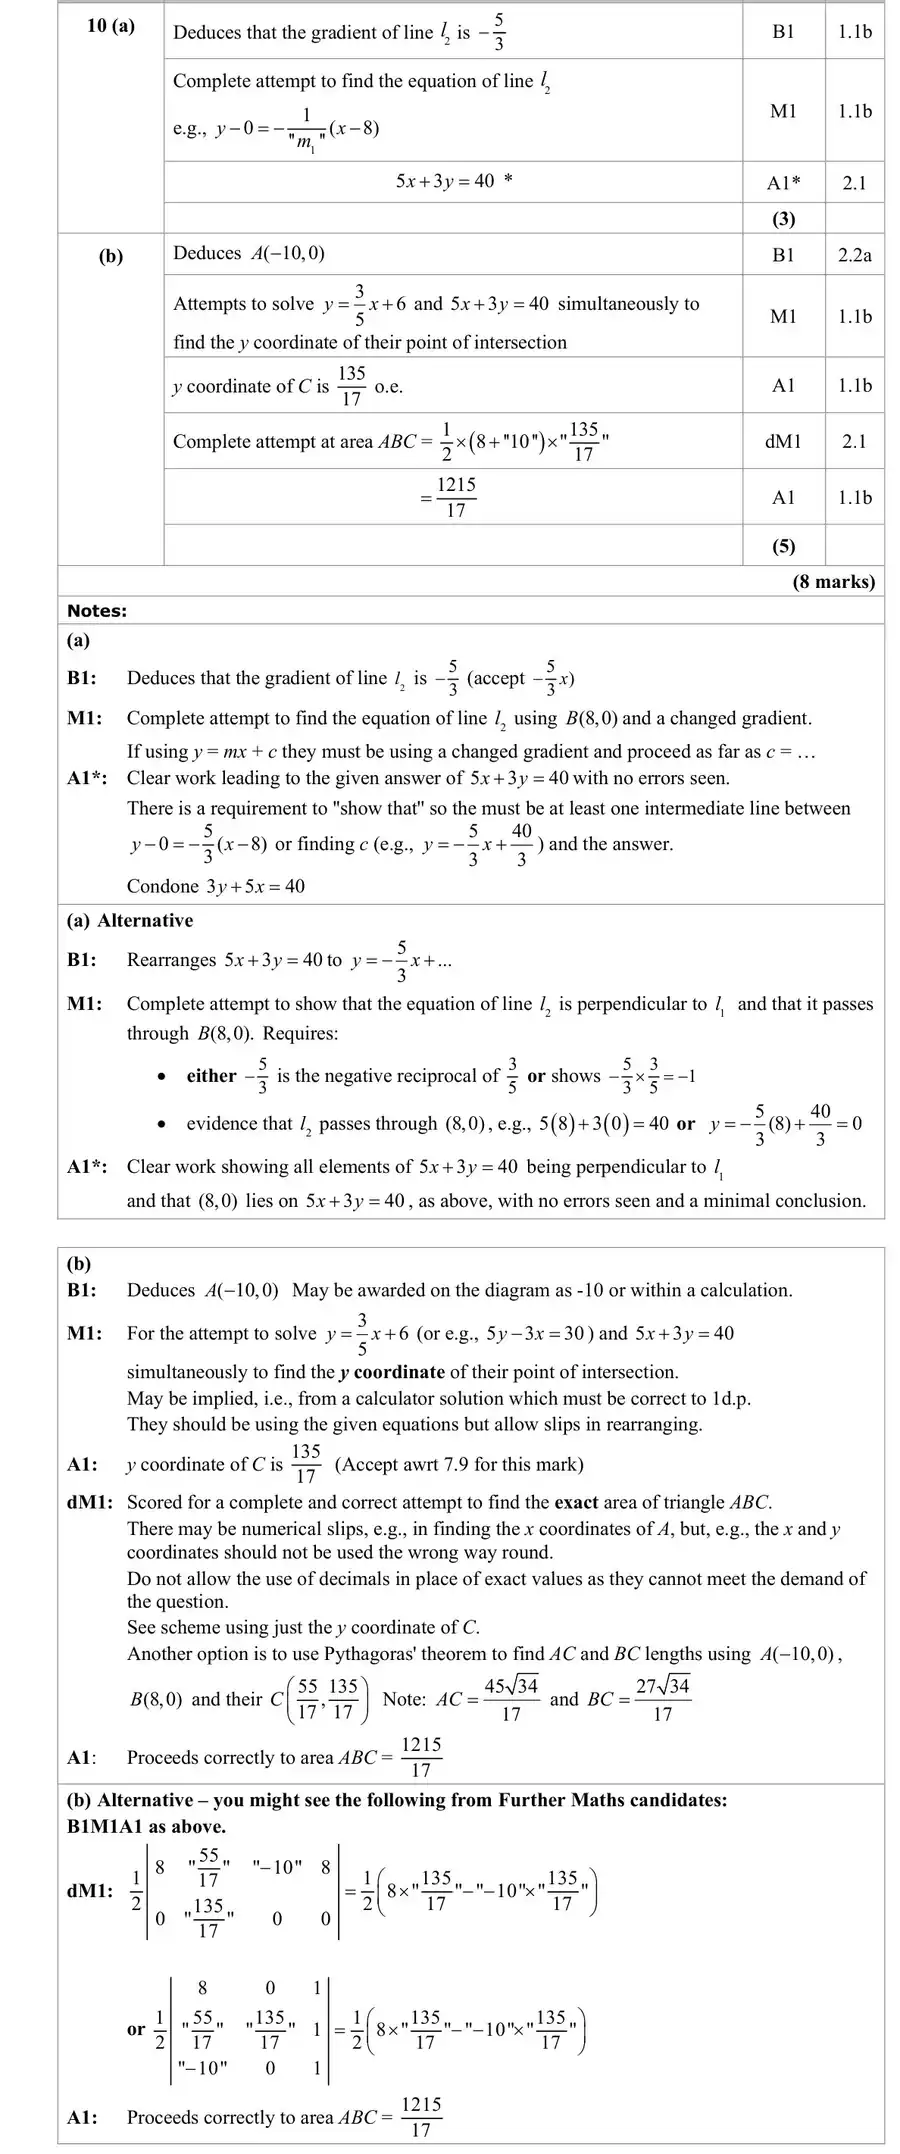 10 (a) Deduces that the gradient of line l₂ is −5/3 B1 1.1b
Complete attempt to find the equation of line l₂
e.g., y − 0 = −1/"m₁"(x − 8) M1 1.1b
5x + 3y = 40 * A1* 2.1
(3)
(b) Deduces A(−10, 0) B1 2.2a
Attempts to solve y = 3/5 x + 6 and 5x + 3y = 40 simultaneously to
find the y coordinate of their point of intersection M1 1.1b
y coordinate of C is 135/17 o.e. A1 1.1b
Complete attempt at area ABC = 1/2 × (8 + "10") × "135/17" dM1 2.1
= 1215/17 A1 1.1b
(5)
(8 marks)
Notes:
(a)
B1: Deduces that the gradient of line l₂ is −5/3 (accept −5/3 x)
M1: Complete attempt to find the equation of line l₂ using B(8, 0) and a changed gradient.
If using y = mx + c they must be using a changed gradient and proceed as far as c = …
A1*: Clear work leading to the given answer of 5x + 3y = 40 with no errors seen.
There is a requirement to "show that" so the must be at least one intermediate line between
y − 0 = −5/3(x − 8) or finding c (e.g., y = −5/3 x + 40/3) and the answer.
Condone 3y + 5x = 40
(a) Alternative
B1: Rearranges 5x + 3y = 40 to y = −5/3 x + ...
M1: Complete attempt to show that the equation of line l₂ is perpendicular to l₁ and that it passes
through B(8, 0). Requires:
• either −5/3 is the negative reciprocal of 3/5 or shows −5/3 × 3/5 = −1
• evidence that l₂ passes through (8, 0), e.g., 5(8) + 3(0) = 40 or y = −5/3(8) + 40/3 = 0
A1*: Clear work showing all elements of 5x + 3y = 40 being perpendicular to l₁
and that (8, 0) lies on 5x + 3y = 40, as above, with no errors seen and a minimal conclusion.
(b)
B1: Deduces A(−10, 0) May be awarded on the diagram as -10 or within a calculation.
M1: For the attempt to solve y = 3/5 x + 6 (or e.g., 5y − 3x = 30) and 5x + 3y = 40
simultaneously to find the y coordinate of their point of intersection.
May be implied, i.e., from a calculator solution which must be correct to 1d.p.
They should be using the given equations but allow slips in rearranging.
A1: y coordinate of C is 135/17 (Accept awrt 7.9 for this mark)
dM1: Scored for a complete and correct attempt to find the exact area of triangle ABC.
There may be numerical slips, e.g., in finding the x coordinates of A, but, e.g., the x and y
coordinates should not be used the wrong way round.
Do not allow the use of decimals in place of exact values as they cannot meet the demand of
the question.
See scheme using just the y coordinate of C.
Another option is to use Pythagoras' theorem to find AC and BC lengths using A(−10, 0),
B(8, 0) and their C(55/17, 135/17) Note: AC = 45√34/17 and BC = 27√34/17
A1: Proceeds correctly to area ABC = 1215/17
(b) Alternative – you might see the following from Further Maths candidates:
B1M1A1 as above.
dM1: 1/2 | 8 "55/17" "−10" 8 ; 0 "135/17" 0 0 | = 1/2 (8 × "135/17" − "−10" × "135/17")
or 1/2 | 8 0 1 ; "55/17" "135/17" 1 ; "−10" 0 1 | = 1/2 (8 × "135/17" − "−10" × "135/17")
A1: Proceeds correctly to area ABC = 1215/17